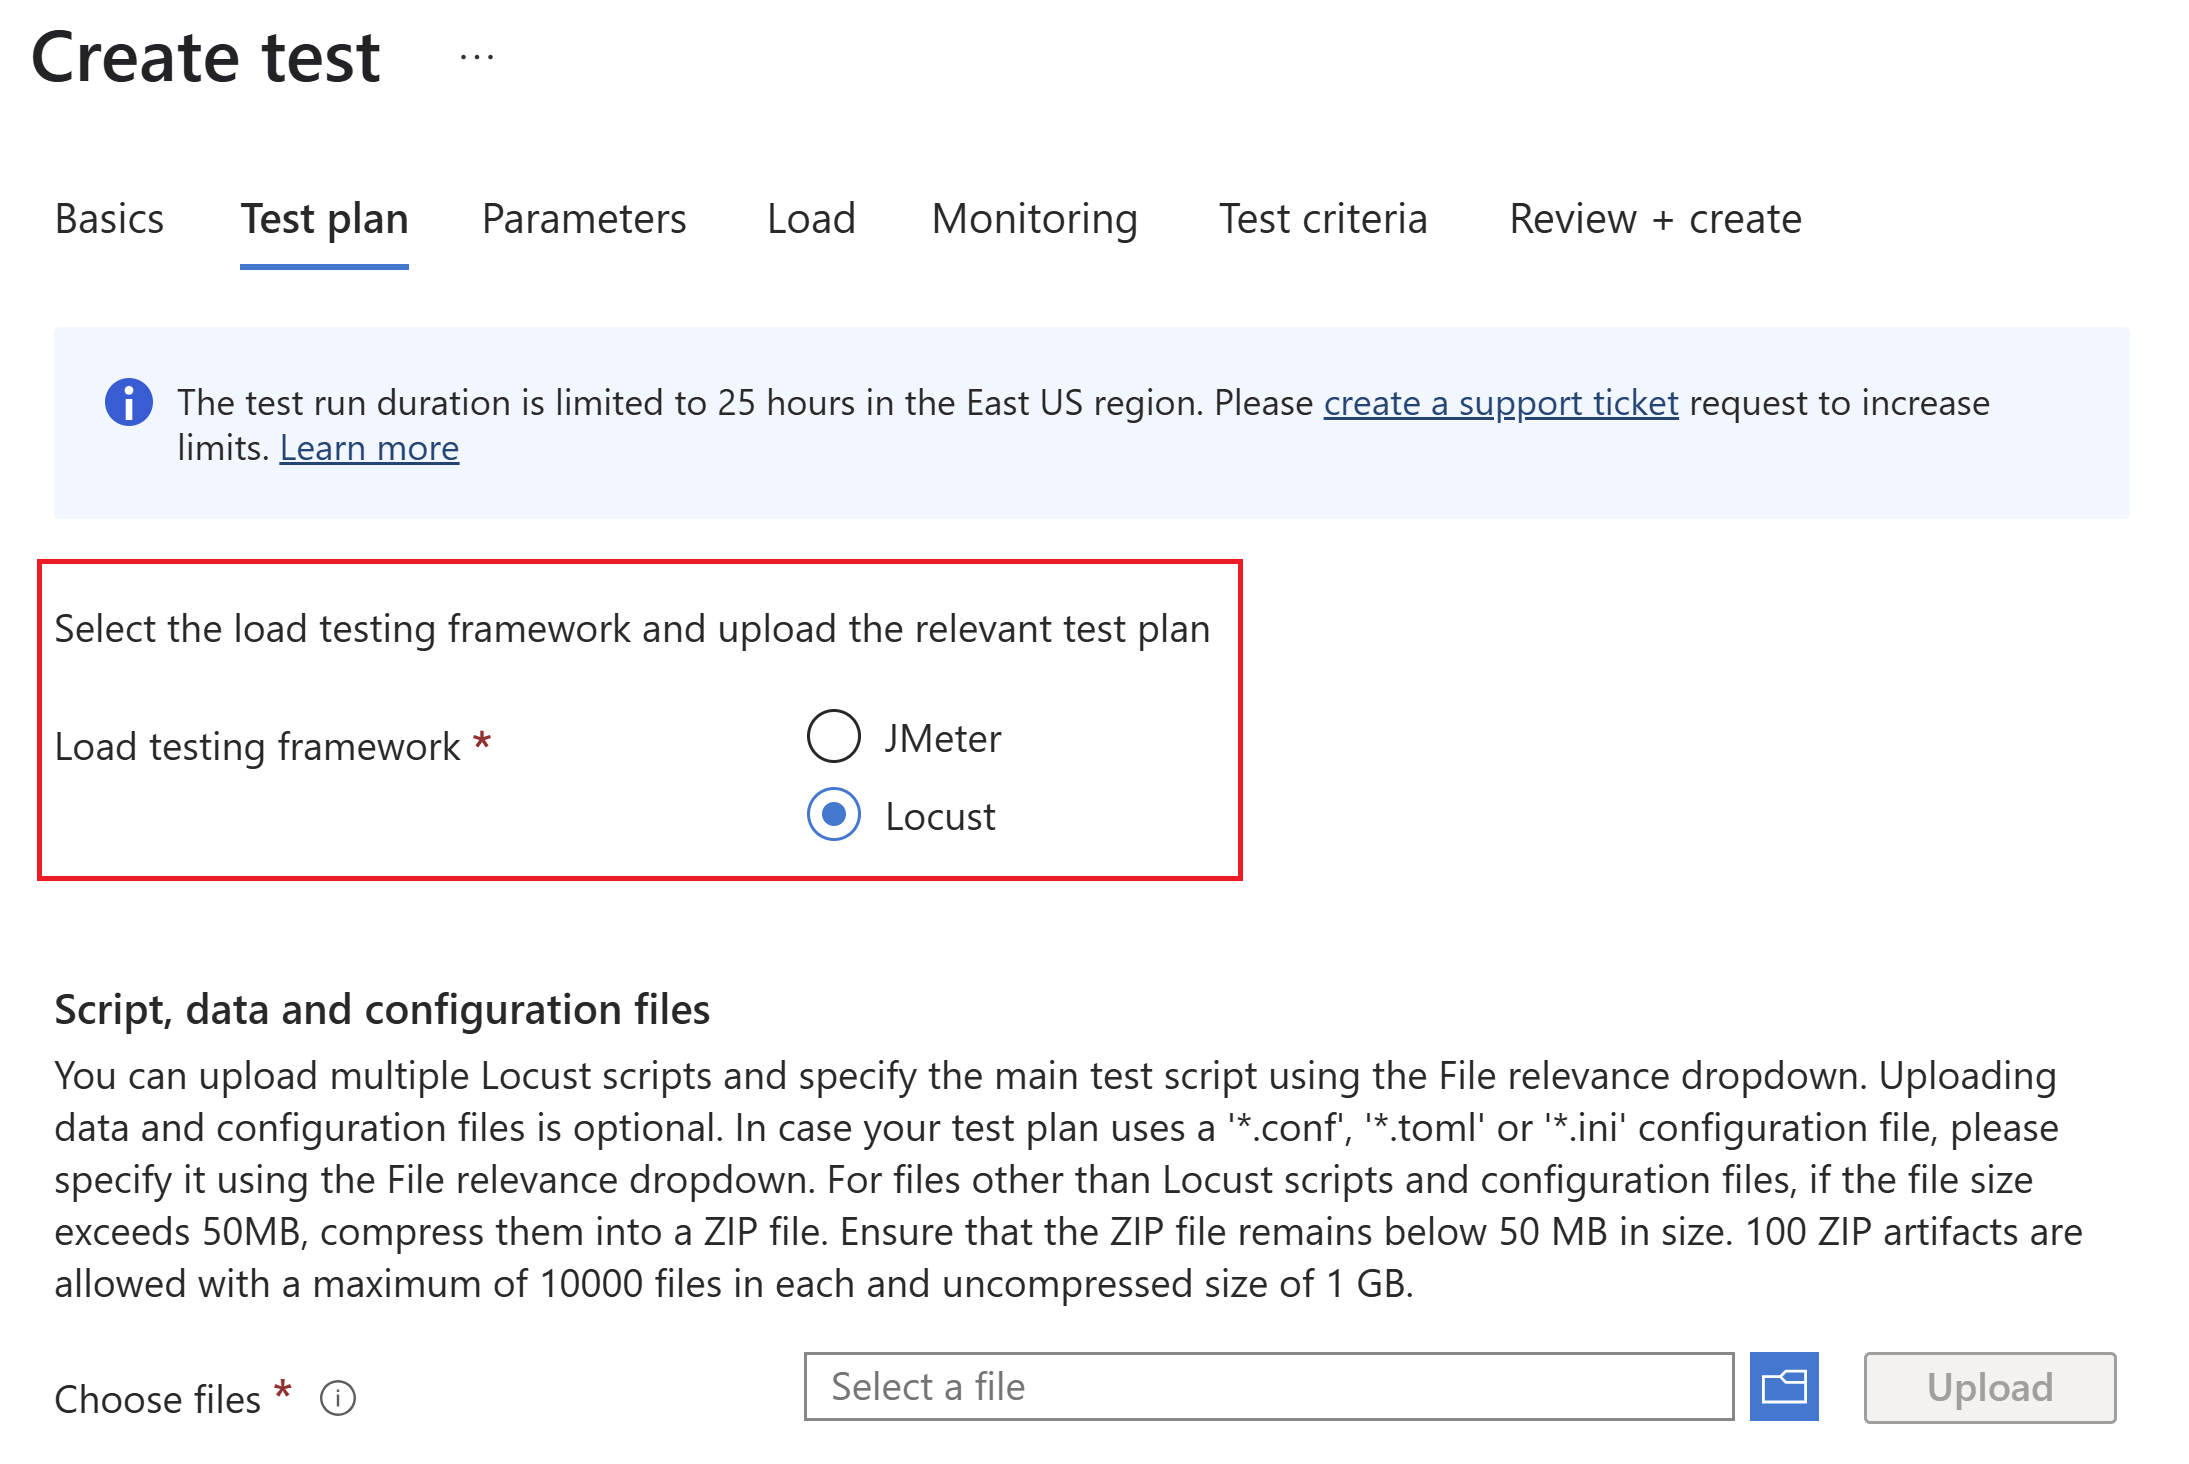 Create test ...
Basics Test plan Parameters Load Monitoring Test criteria Review + create
The test run duration is limited to 25 hours in the East US region. Please create a support ticket request to increase
limits. Learn more
Select the load testing framework and upload the relevant test plan
Load testing framework *
JMeter
Locust
Script, data and configuration files
You can upload multiple Locust scripts and specify the main test script using the File relevance dropdown. Uploading
data and configuration files is optional. In case your test plan uses a '*.conf', '*.toml' or '*.ini' configuration file, please
specify it using the File relevance dropdown. For files other than Locust scripts and configuration files, if the file size
exceeds 50MB, compress them into a ZIP file. Ensure that the ZIP file remains below 50 MB in size. 100 ZIP artifacts are
allowed with a maximum of 10000 files in each and uncompressed size of 1 GB.
Choose files * Select a file Upload